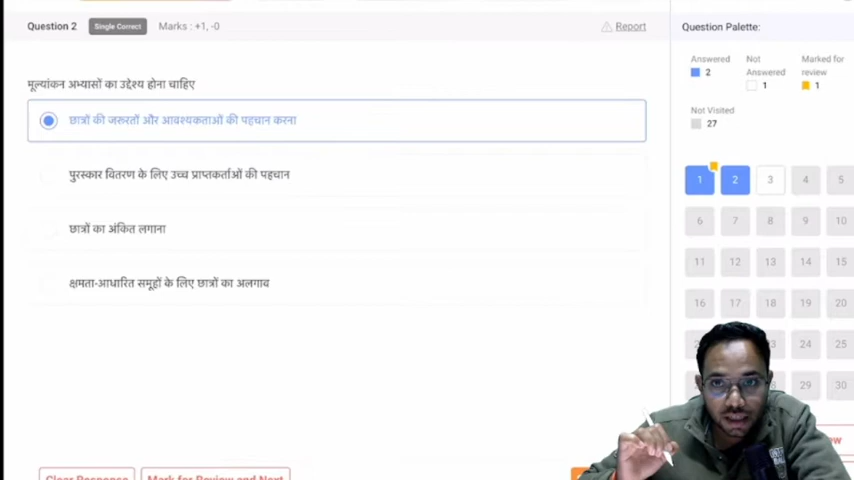 Question 2 Single Correct Marks : +1, -0 Report
मूल्यांकन अभ्यासों का उद्देश्य होना चाहिए
छात्रों की जरूरतों और आवश्यकताओं की पहचान करना
पुरस्कार वितरण के लिए उच्च प्राप्तकर्ताओं की पहचान
छात्रों का अंकित लगाना
क्षमता-आधारित समूहों के लिए छात्रों का अलगाव
Clear Response Mark for Review and Next
Question Palette:
Answered Not Answered Marked for review
2 1 1
Not Visited
27
1 2 3 4 5
6 7 8 9 10
11 12 13 14 15
16 17 18 19 20
24 25
29 30